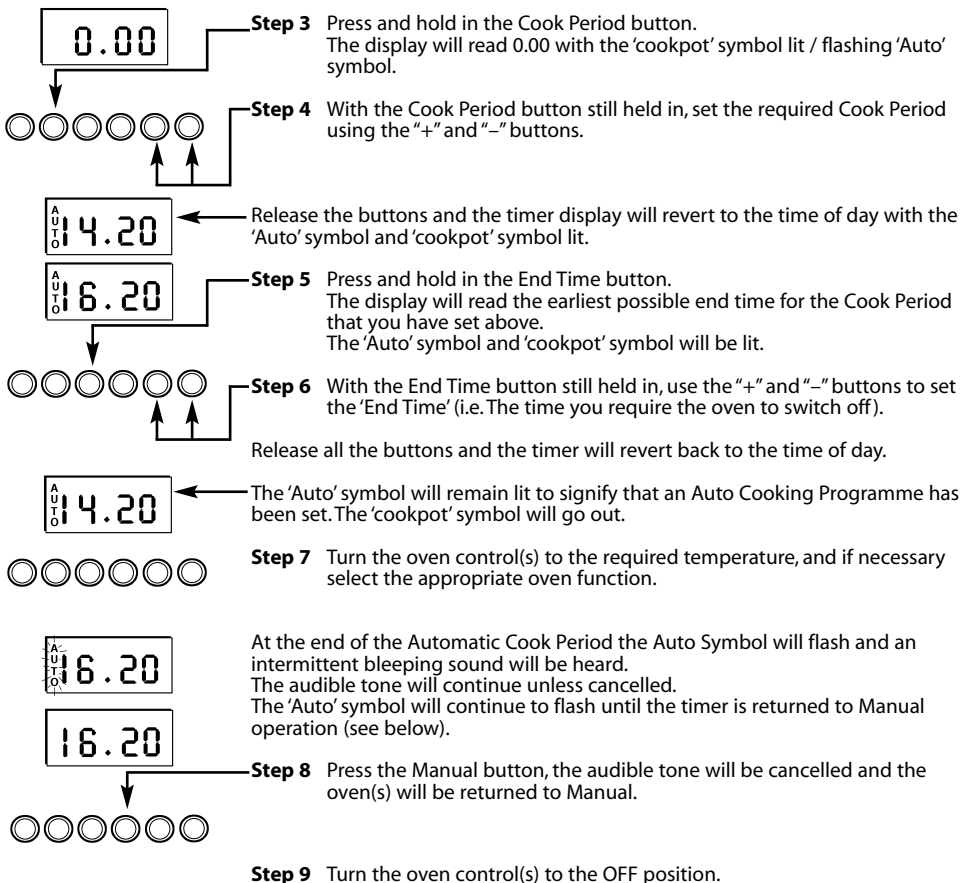 0.00
Step 3 Press and hold in the Cook Period button.
The display will read 0.00 with the ‘cookpot’ symbol lit / flashing ‘Auto’
symbol.
Step 4 With the Cook Period button still held in, set the required Cook Period
using the “+” and “–” buttons.
AUTO 14.20
Release the buttons and the timer display will revert to the time of day with the
‘Auto’ symbol and ‘cookpot’ symbol lit.
AUTO 16.20
Step 5 Press and hold in the End Time button.
The display will read the earliest possible end time for the Cook Period
that you have set above.
The ‘Auto’ symbol and ‘cookpot’ symbol will be lit.
Step 6 With the End Time button still held in, use the “+” and “–” buttons to set
the ‘End Time’ (i.e. The time you require the oven to switch off).
Release all the buttons and the timer will revert back to the time of day.
AUTO 14.20
The ‘Auto’ symbol will remain lit to signify that an Auto Cooking Programme has
been set. The ‘cookpot’ symbol will go out.
Step 7 Turn the oven control(s) to the required temperature, and if necessary
select the appropriate oven function.
AUTO 16.20
At the end of the Automatic Cook Period the Auto Symbol will flash and an
intermittent bleeping sound will be heard.
The audible tone will continue unless cancelled.
The ‘Auto’ symbol will continue to flash until the timer is returned to Manual
operation (see below).
16.20
Step 8 Press the Manual button, the audible tone will be cancelled and the
oven(s) will be returned to Manual.
Step 9 Turn the oven control(s) to the OFF position.